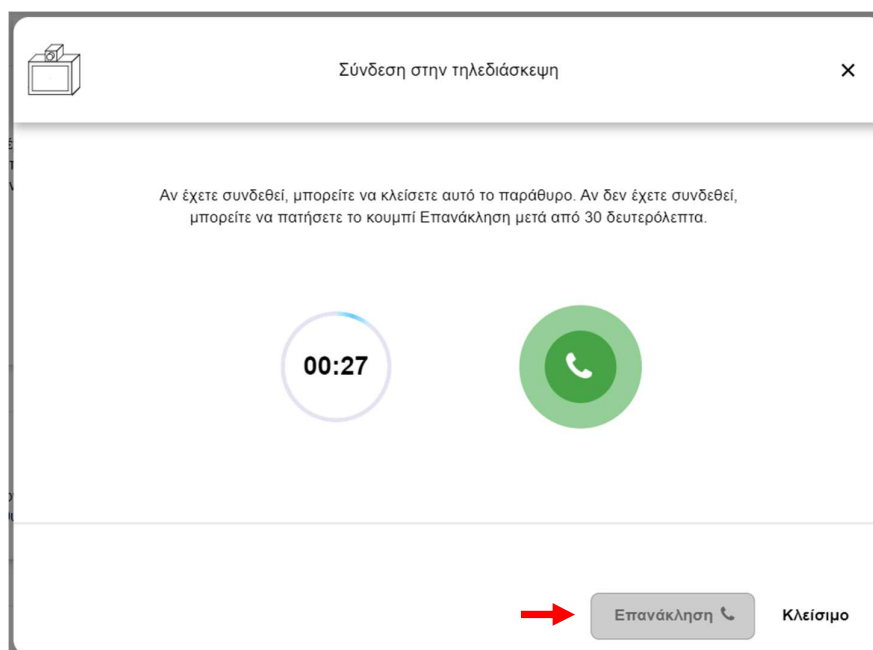 Σύνδεση στην τηλεδιάσκεψη
Αν έχετε συνδεθεί, μπορείτε να κλείσετε αυτό το παράθυρο. Αν δεν έχετε συνδεθεί,
μπορείτε να πατήσετε το κουμπί Επανάκληση μετά από 30 δευτερόλεπτα.
00:27
Επανάκληση
Κλείσιμο